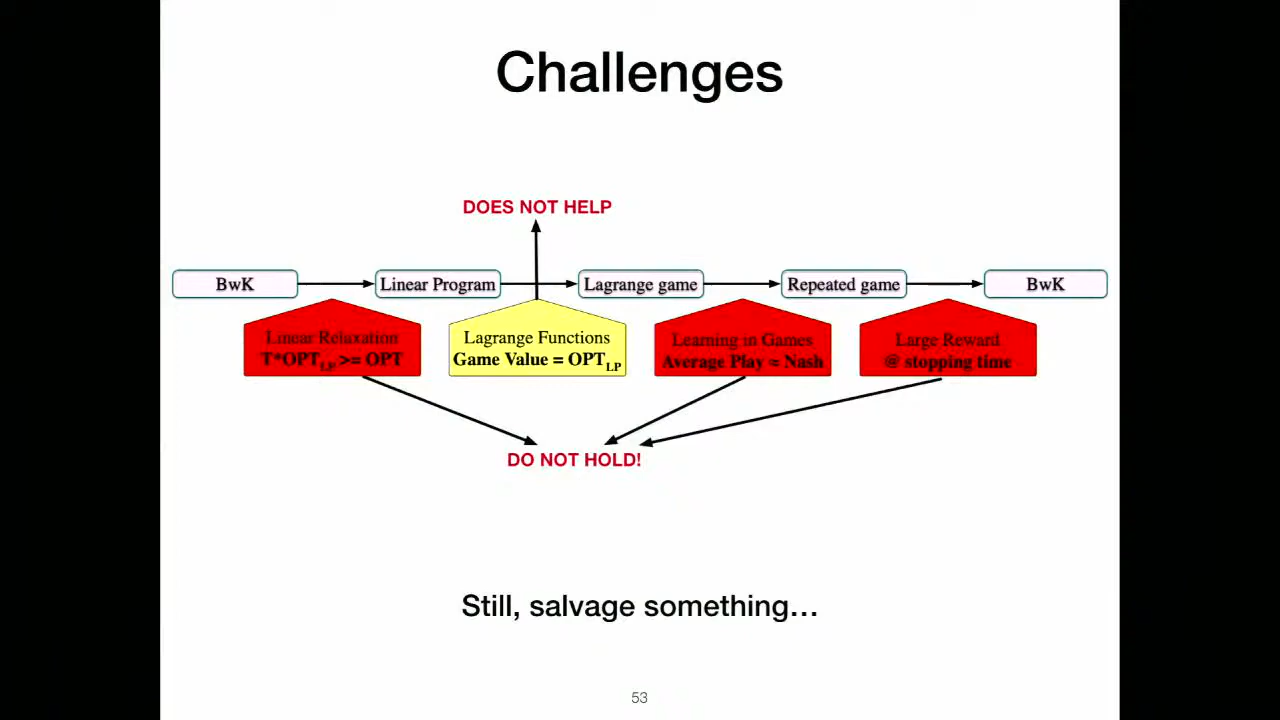 Challenges
DOES NOT HELP
BwK
Linear Program
Lagrange game
Repeated game
BwK
Linear Relaxation
T*OPT_LP >= OPT
Lagrange Functions
Game Value = OPT_LP
Learning in Games
Average Play ≈ Nash
Large Reward
@ stopping time
DO NOT HOLD!
Still, salvage something…
53